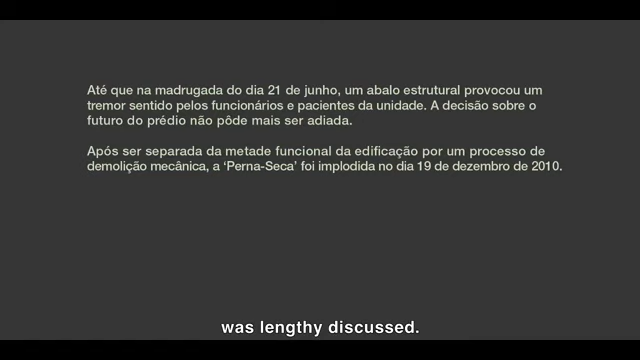 Até que na madrugada do dia 21 de junho, um abalo estrutural provocou um
tremor sentido pelos funcionários e pacientes da unidade. A decisão sobre o
futuro do prédio não pôde mais ser adiada.
Após ser separada da metade funcional da edificação por um processo de
demolição mecânica, a ‘Perna-Seca’ foi implodida no dia 19 de dezembro de 2010.
was lengthy discussed.